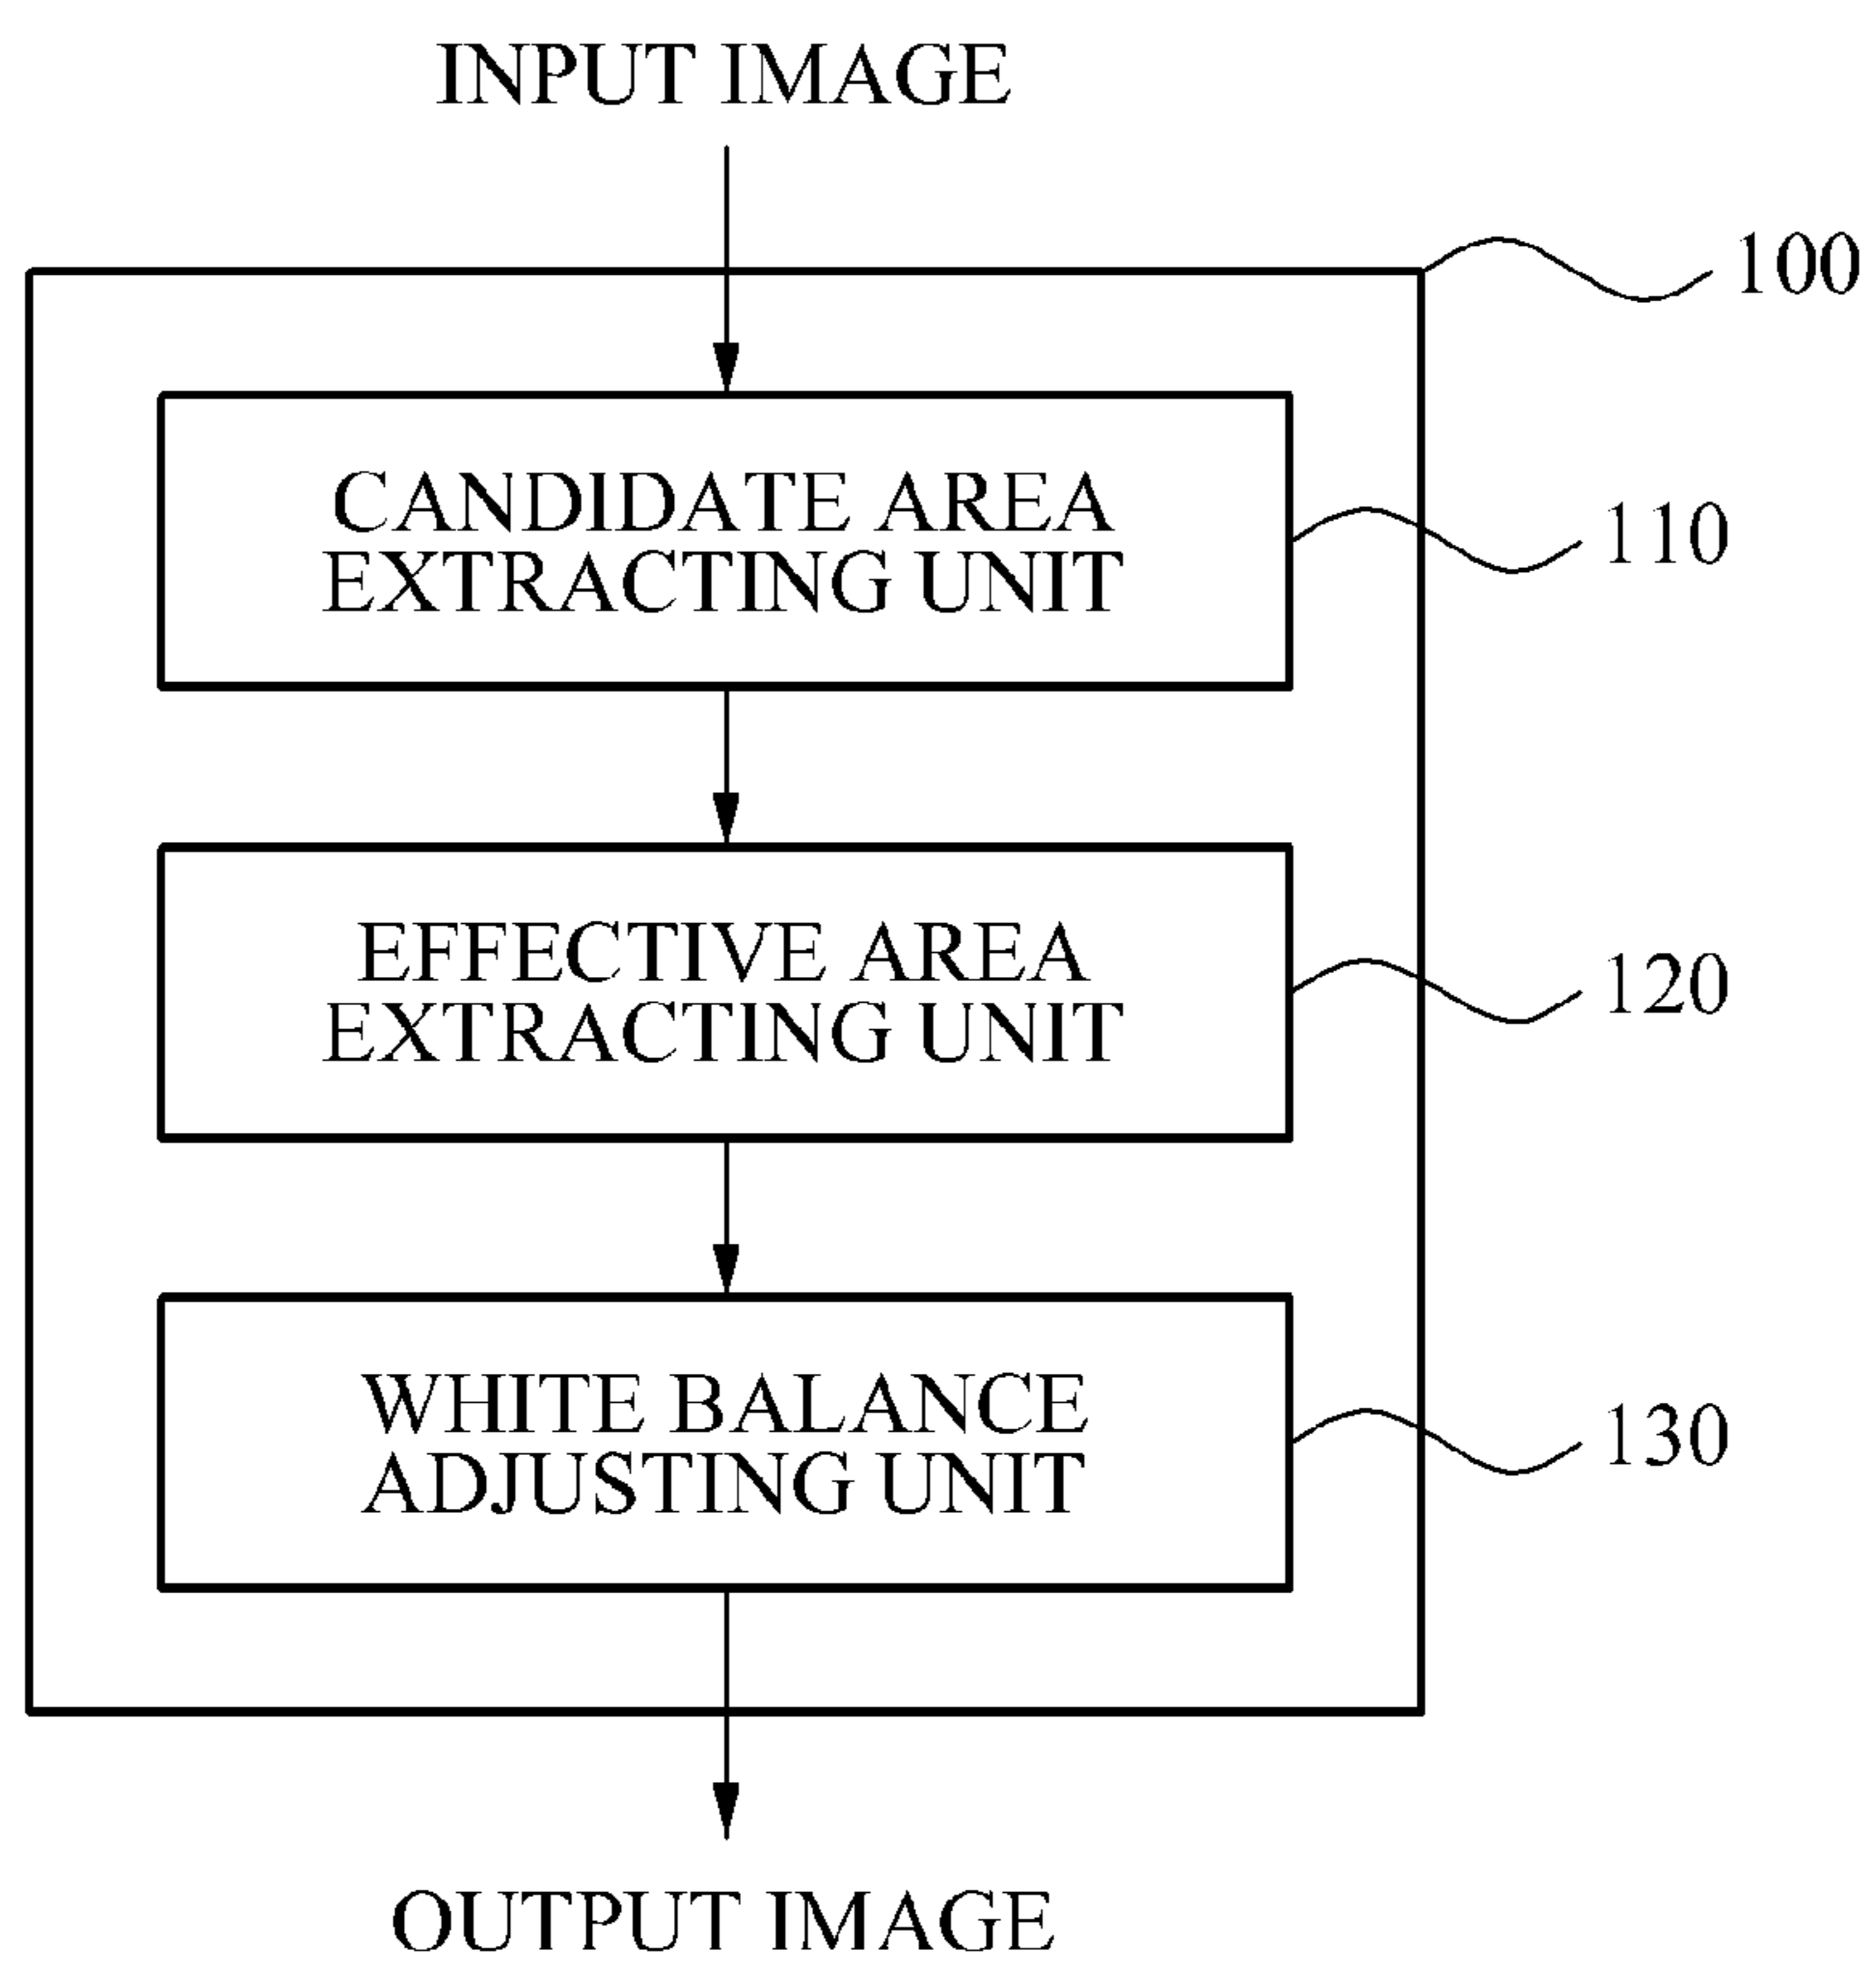 INPUT IMAGE
100
CANDIDATE AREA
EXTRACTING UNIT
110
EFFECTIVE AREA
EXTRACTING UNIT
120
WHITE BALANCE
ADJUSTING UNIT
130
OUTPUT IMAGE